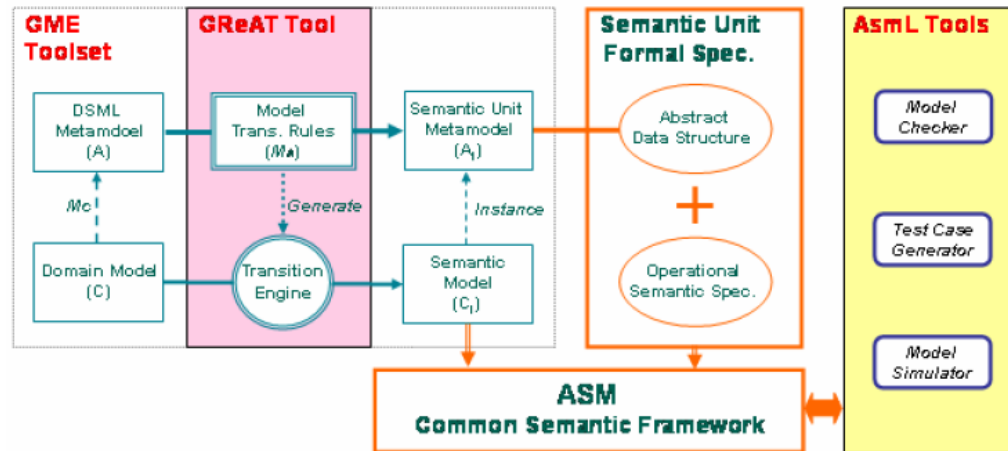 GME
Toolset
GReAT Tool
Semantic Unit
Formal Spec.
AsmL Tools
DSML
Metamdoel
(A)
Model
Trans. Rules
(Ma)
Semantic Unit
Metamodel
(A₁)
Abstract
Data Structure
Model
Checker
Mc
Generate
Instance
+
Domain Model
(C)
Transition
Engine
Semantic
Model
(C₁)
Operational
Semantic Spec.
Test Case
Generator
Model
Simulator
ASM
Common Semantic Framework